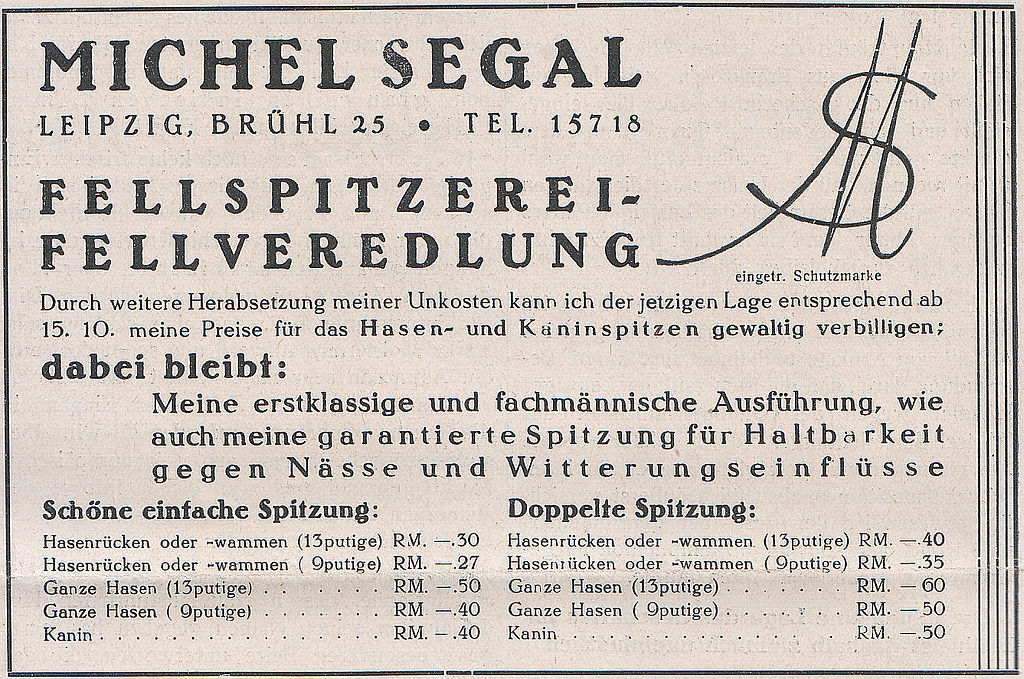 MICHEL SEGAL
LEIPZIG, BRÜHL 25 • TEL. 15718
FELLSPITZEREI-
FELLVEREDLUNG
eingetr. Schutzmarke
Durch weitere Herabsetzung meiner Unkosten kann ich der jetzigen Lage entsprechend ab
15. 10. meine Preise für das Hasen- und Kaninspitzen gewaltig verbilligen;
dabei bleibt:
Meine erstklassige und fachmännische Ausführung, wie
auch meine garantierte Spitzung für Haltbarkeit
gegen Nässe und Witterungseinflüsse
Schöne einfache Spitzung:
Hasenrücken oder -wammen (13putige) RM. —.30
Hasenrücken oder -wammen ( 9putige) RM. —.27
Ganze Hasen (13putige) . . . . . . . RM. —.50
Ganze Hasen ( 9putige) . . . . . . . RM. —.40
Kanin . . . . . . . . . . . . . . . . RM. —.40
Doppelte Spitzung:
Hasenrücken oder -wammen (13putige) RM. —.40
Hasenrücken oder -wammen ( 9putige) RM. —.35
Ganze Hasen (13putige) . . . . . . . RM. —60
Ganze Hasen ( 9putige) . . . . . . . RM. —50
Kanin . . . . . . . . . . . . . . . . RM. —.50